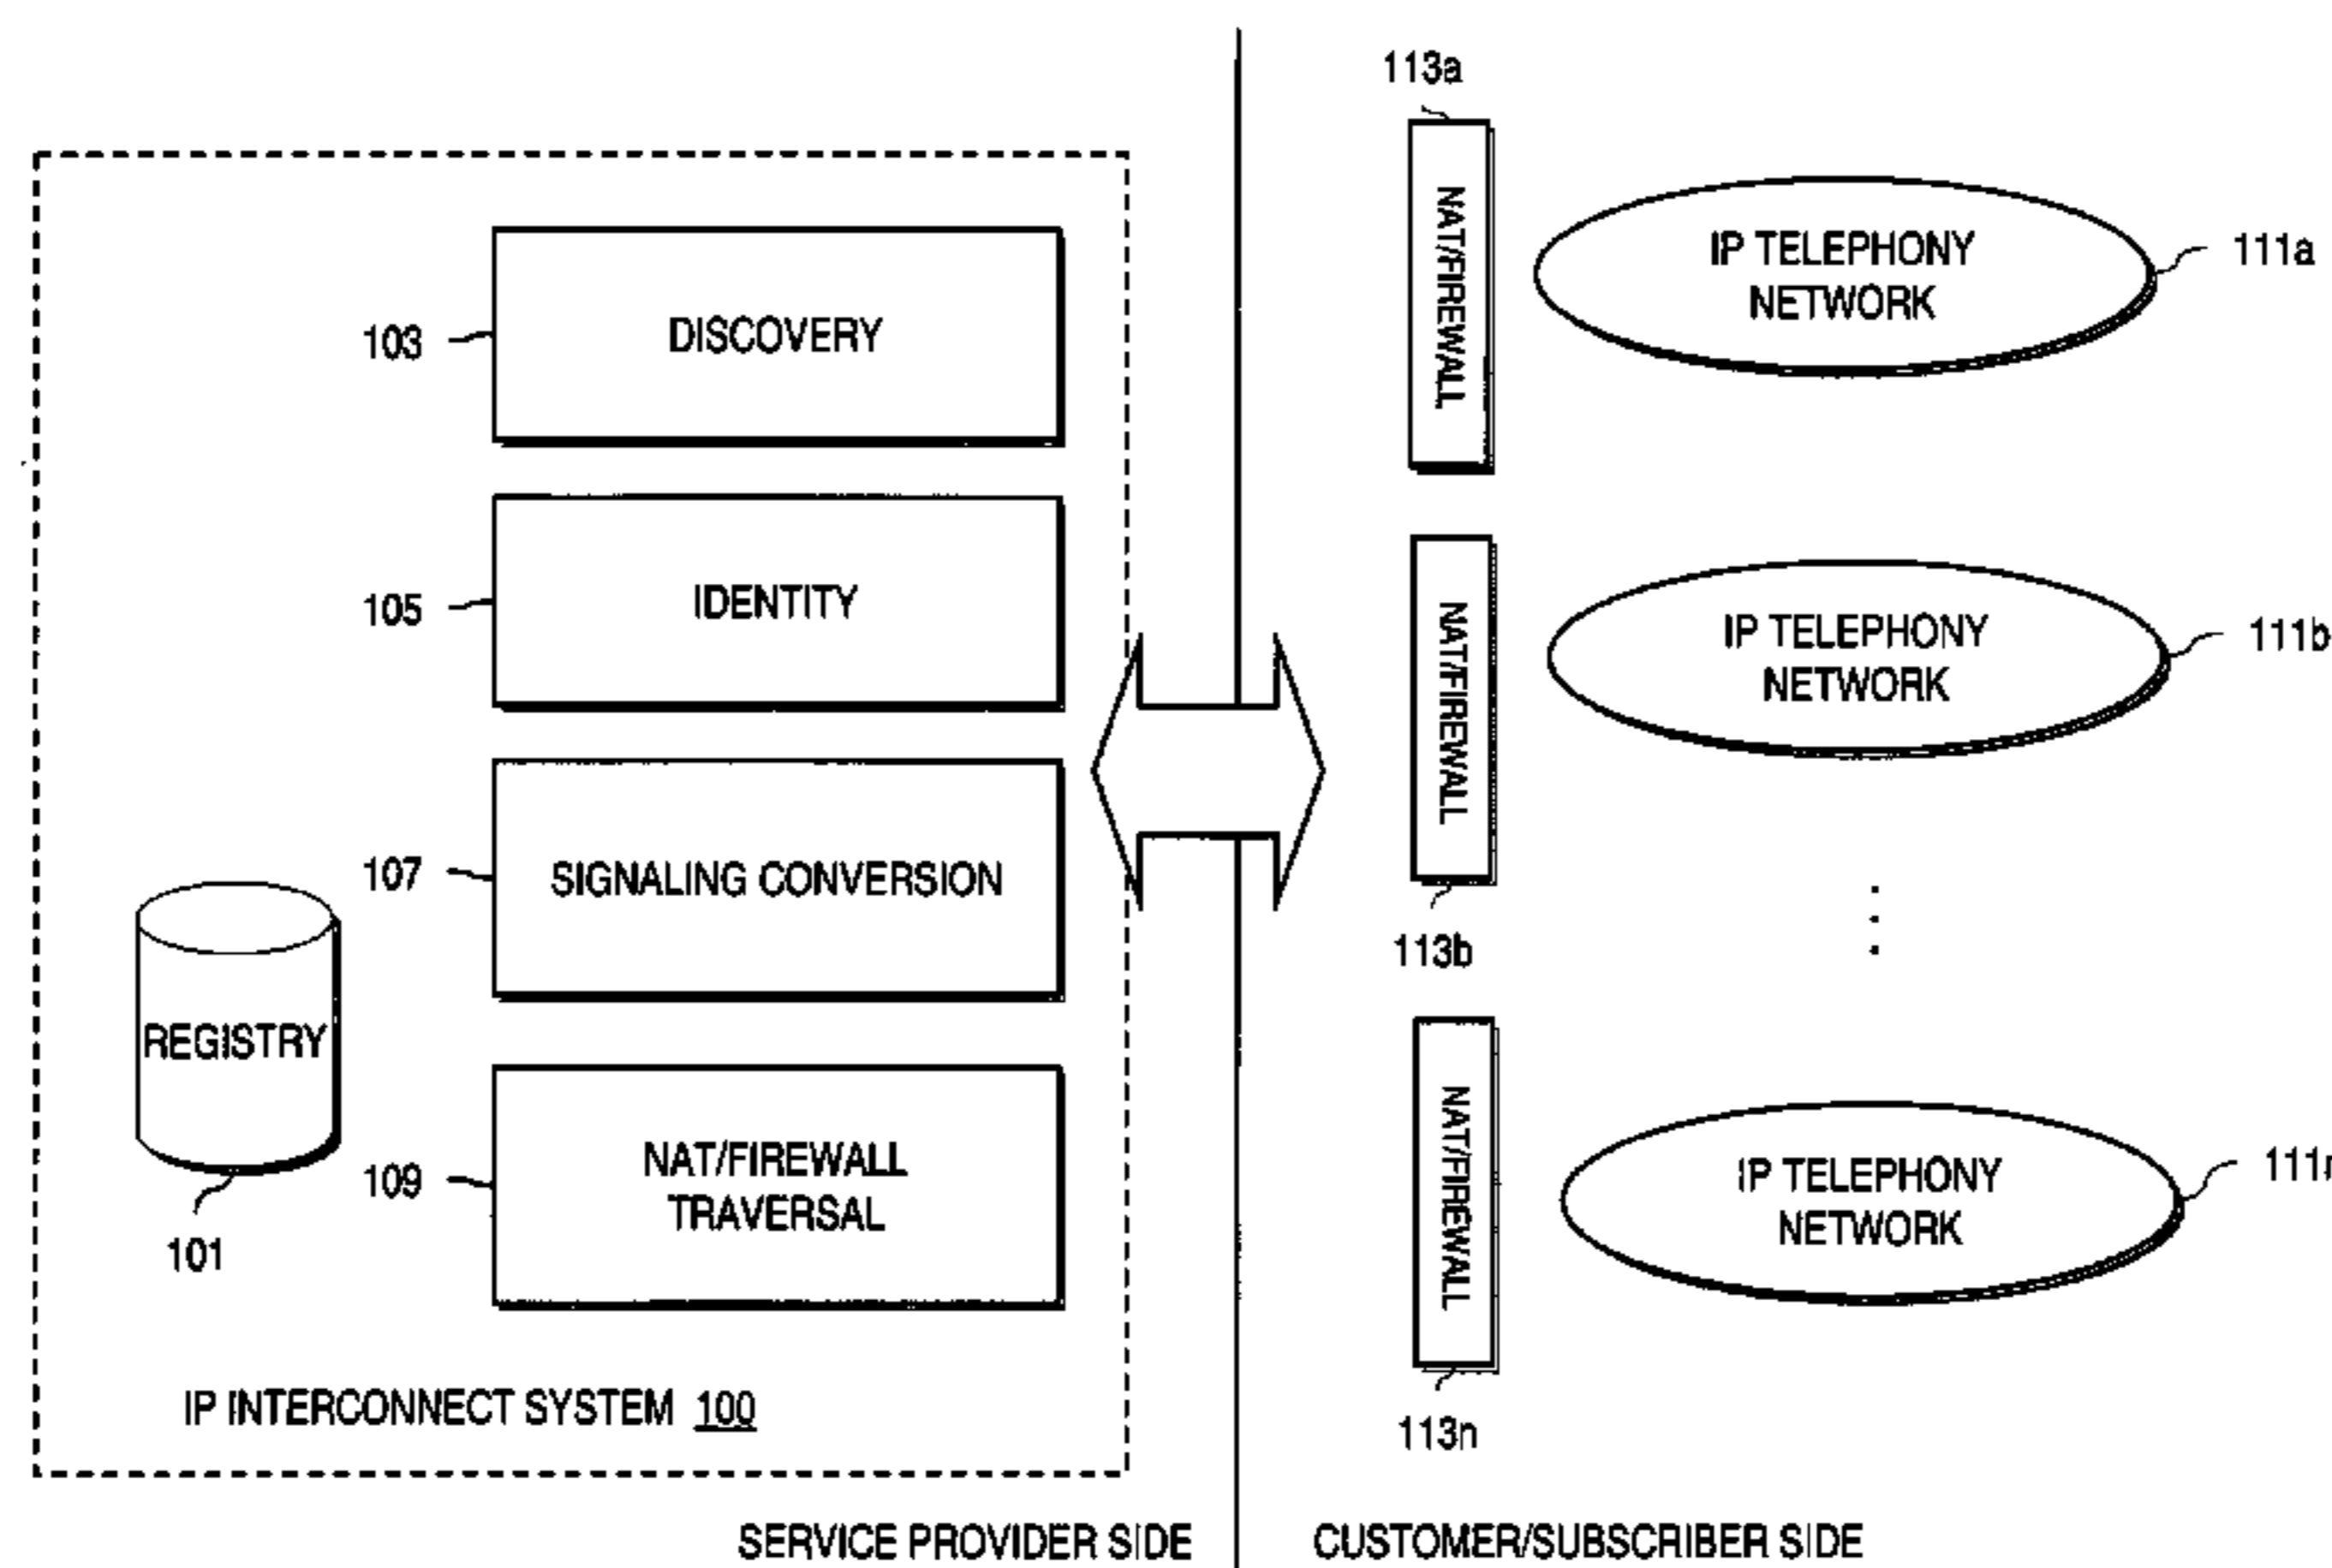 113a
NAT/FIREWALL
IP TELEPHONY
NETWORK
111a
103
DISCOVERY
105
IDENTITY
NAT/FIREWALL
IP TELEPHONY
NETWORK
111b
113b
107
SIGNALING CONVERSION
REGISTRY
101
109
NAT/FIREWALL
TRAVERSAL
NAT/FIREWALL
IP TELEPHONY
NETWORK
113n
IP INTERCONNECT SYSTEM 100
SERVICE PROVIDER SIDE
CUSTOMER/SUBSCRIBER SIDE